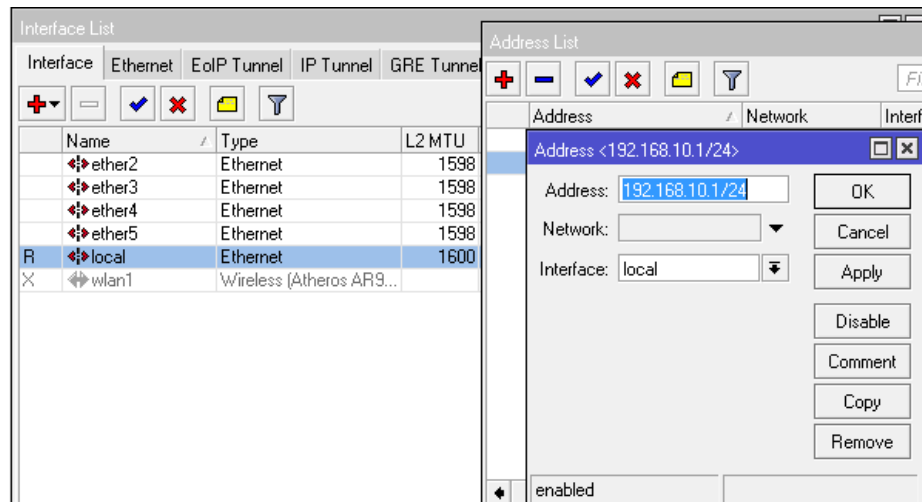 Interface List
Interface Ethernet EoIP Tunnel IP Tunnel GRE Tunnel
Name Type L2 MTU
ether2 Ethernet 1598
ether3 Ethernet 1598
ether4 Ethernet 1598
ether5 Ethernet 1598
R local Ethernet 1600
X wlan1 Wireless (Atheros AR9...
Address List
Address Network Interf
Address <192.168.10.1/24>
Address: 192.168.10.1/24
Network:
Interface: local
OK
Cancel
Apply
Disable
Comment
Copy
Remove
enabled